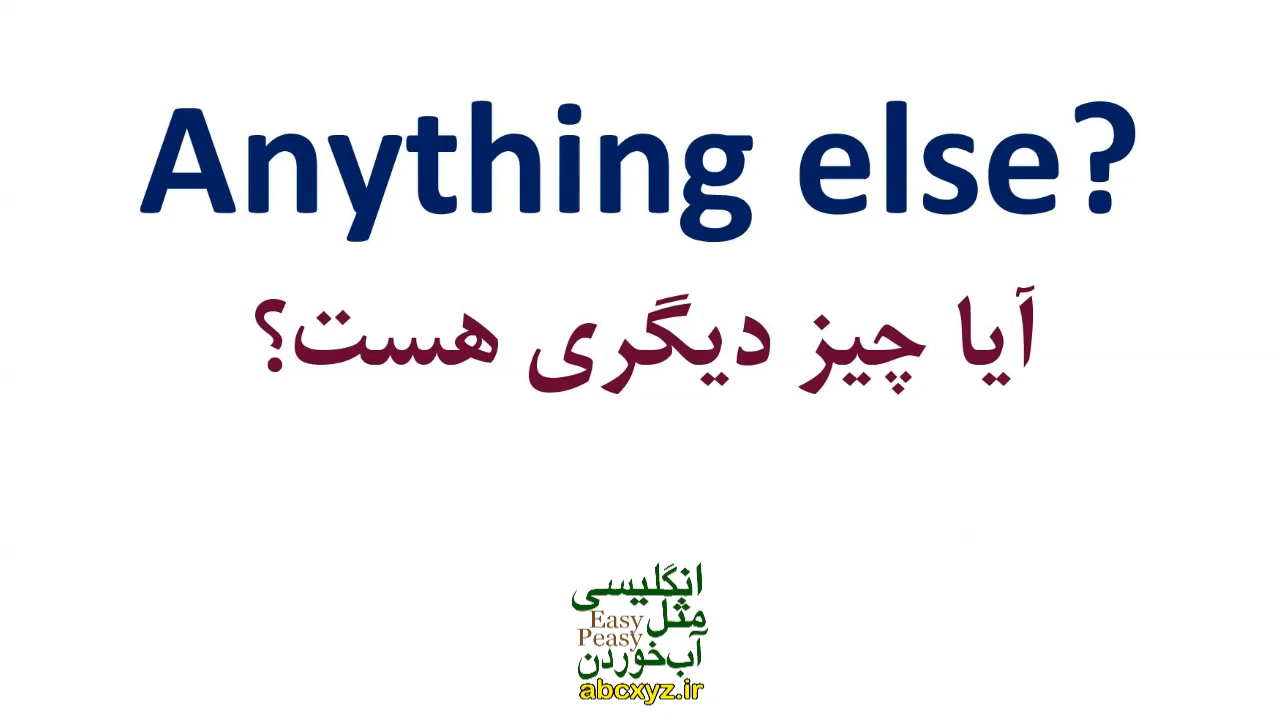 Anything else?
آیا چیز دیگری هست؟
انگلیسی
مثل Easy
Peasy
آب‌خوردن
abcxyz.ir